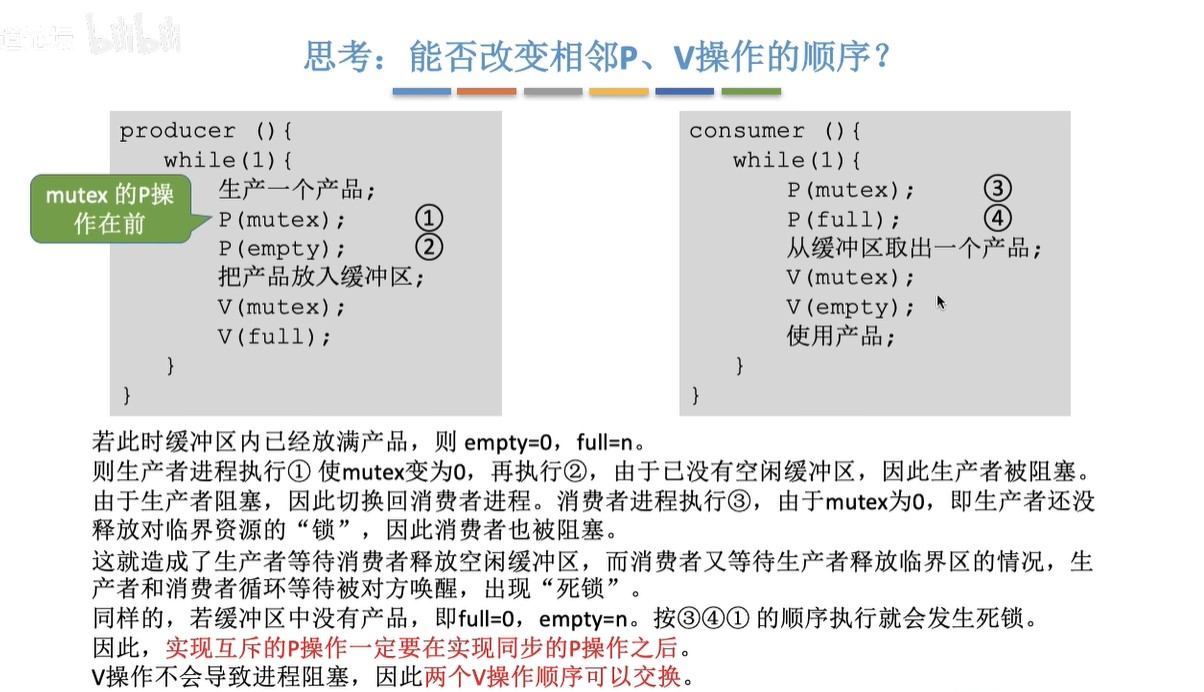 bilibili
思考：能否改变相邻P、V操作的顺序？
producer (){
while(1){
生产一个产品;
P(mutex); ①
P(empty); ②
把产品放入缓冲区;
V(mutex);
V(full);
}
}
mutex 的P操
作在前
consumer (){
while(1){
P(mutex); ③
P(full); ④
从缓冲区取出一个产品;
V(mutex);
V(empty);
使用产品;
}
}
若此时缓冲区内已经放满产品，则 empty=0，full=n。
则生产者进程执行① 使mutex变为0，再执行②，由于已没有空闲缓冲区，因此生产者被阻塞。
由于生产者阻塞，因此切换回消费者进程。消费者进程执行③，由于mutex为0，即生产者还没
释放对临界资源的“锁”，因此消费者也被阻塞。
这就造成了生产者等待消费者释放空闲缓冲区，而消费者又等待生产者释放临界区的情况，生
产者和消费者循环等待被对方唤醒，出现“死锁”。
同样的，若缓冲区中没有产品，即full=0，empty=n。按③④① 的顺序执行就会发生死锁。
因此，实现互斥的P操作一定要在实现同步的P操作之后。
V操作不会导致进程阻塞，因此两个V操作顺序可以交换。